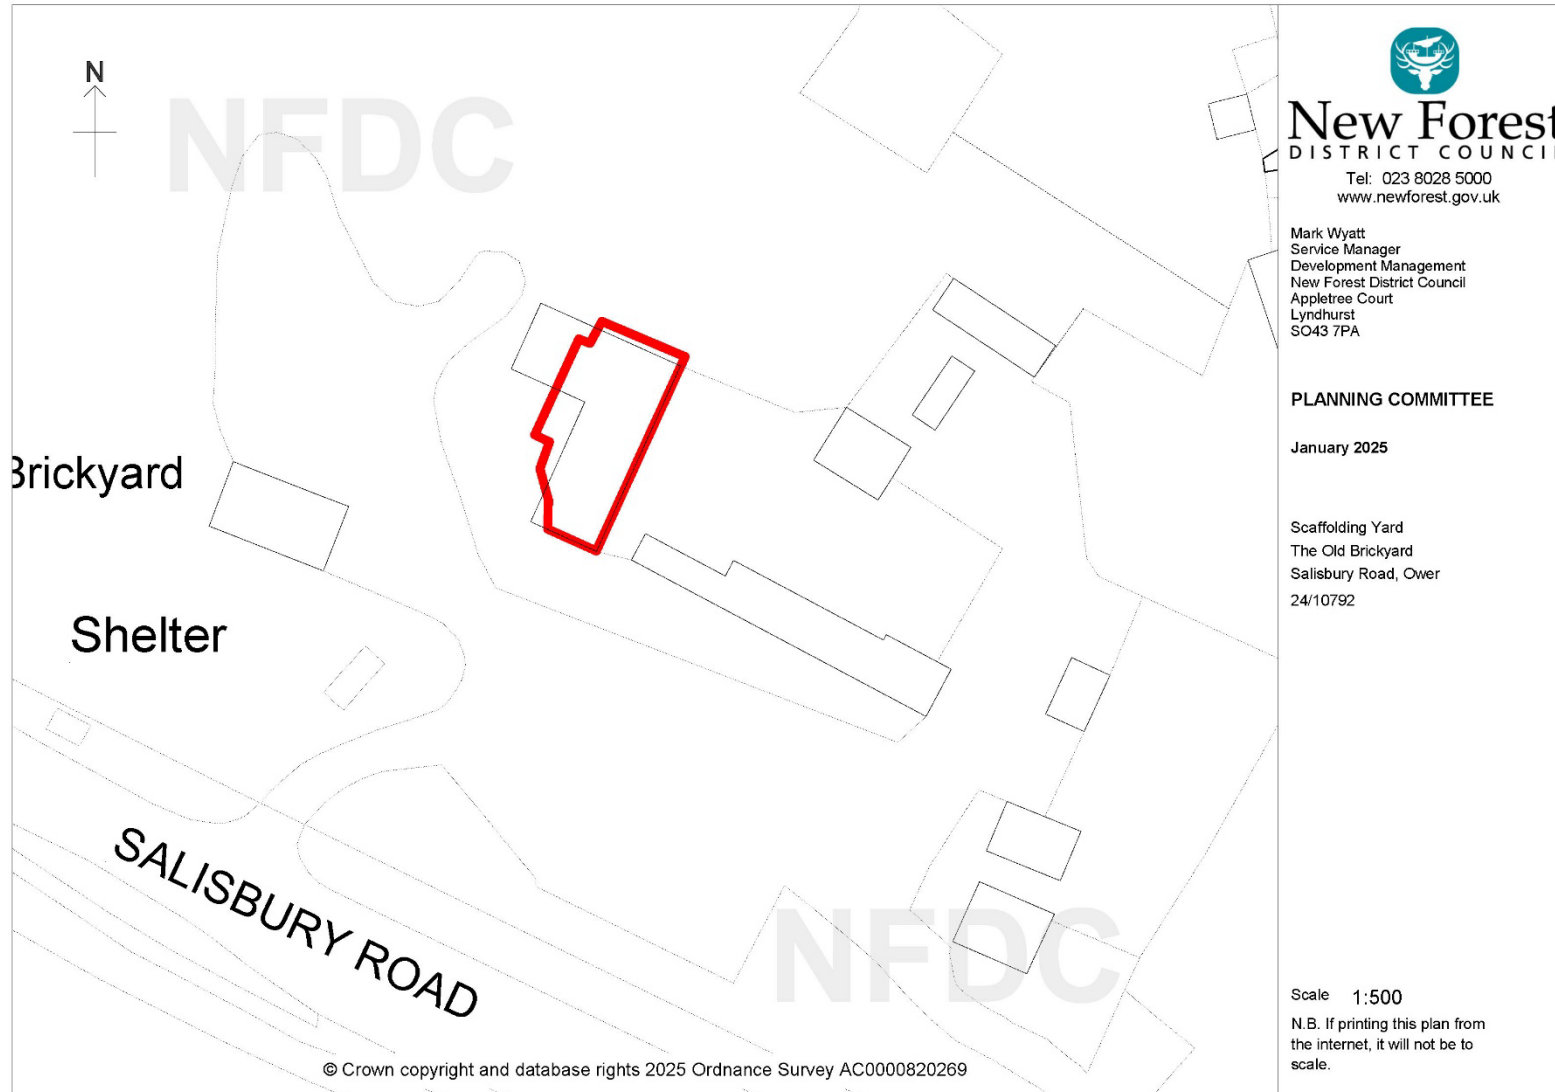 N
NFDC
Brickyard
Shelter
SALISBURY ROAD
NFDC
© Crown copyright and database rights 2025 Ordnance Survey AC0000820269
New Forest
DISTRICT COUNCIL
Tel: 023 8028 5000
www.newforest.gov.uk
Mark Wyatt
Service Manager
Development Management
New Forest District Council
Appletree Court
Lyndhurst
SO43 7PA
PLANNING COMMITTEE
January 2025
Scaffolding Yard
The Old Brickyard
Salisbury Road, Ower
24/10792
Scale 1:500
N.B. If printing this plan from
the internet, it will not be to
scale.